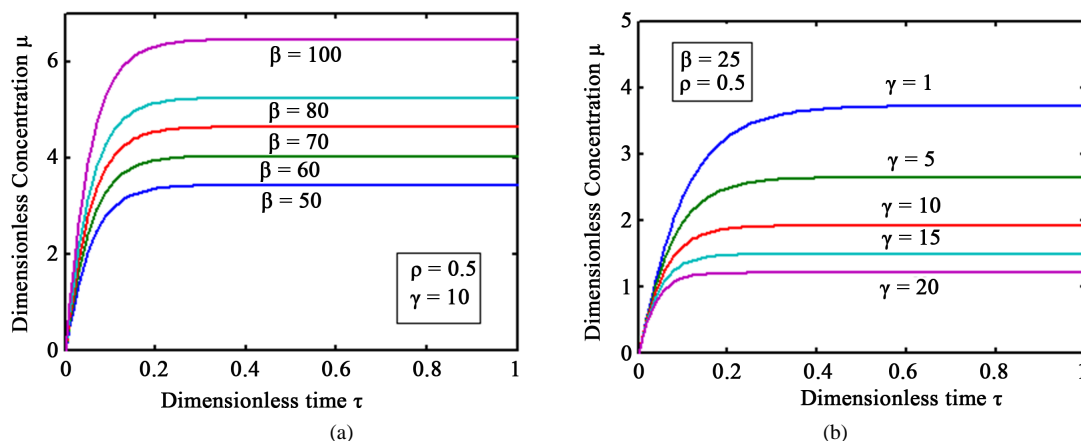 Dimensionless Concentration μ
6
4
2
0
β = 100
β = 80
β = 70
β = 60
β = 50
ρ = 0.5
γ = 10
0 0.2 0.4 0.6 0.8 1
Dimensionless time τ
(a)
Dimensionless Concentration μ
5
4
3
2
1
0
β = 25
ρ = 0.5
γ = 1
γ = 5
γ = 10
γ = 15
γ = 20
0 0.2 0.4 0.6 0.8 1
Dimensionless time τ
(b)